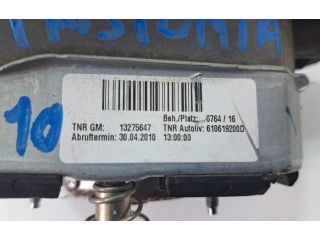 INSIGNIA
10
Beh./Platz: 6764 / 16
TNR GM: 13275647 TNR Autoliv: 610619200D
Abruftermin: 30.04.2010 13:00:00